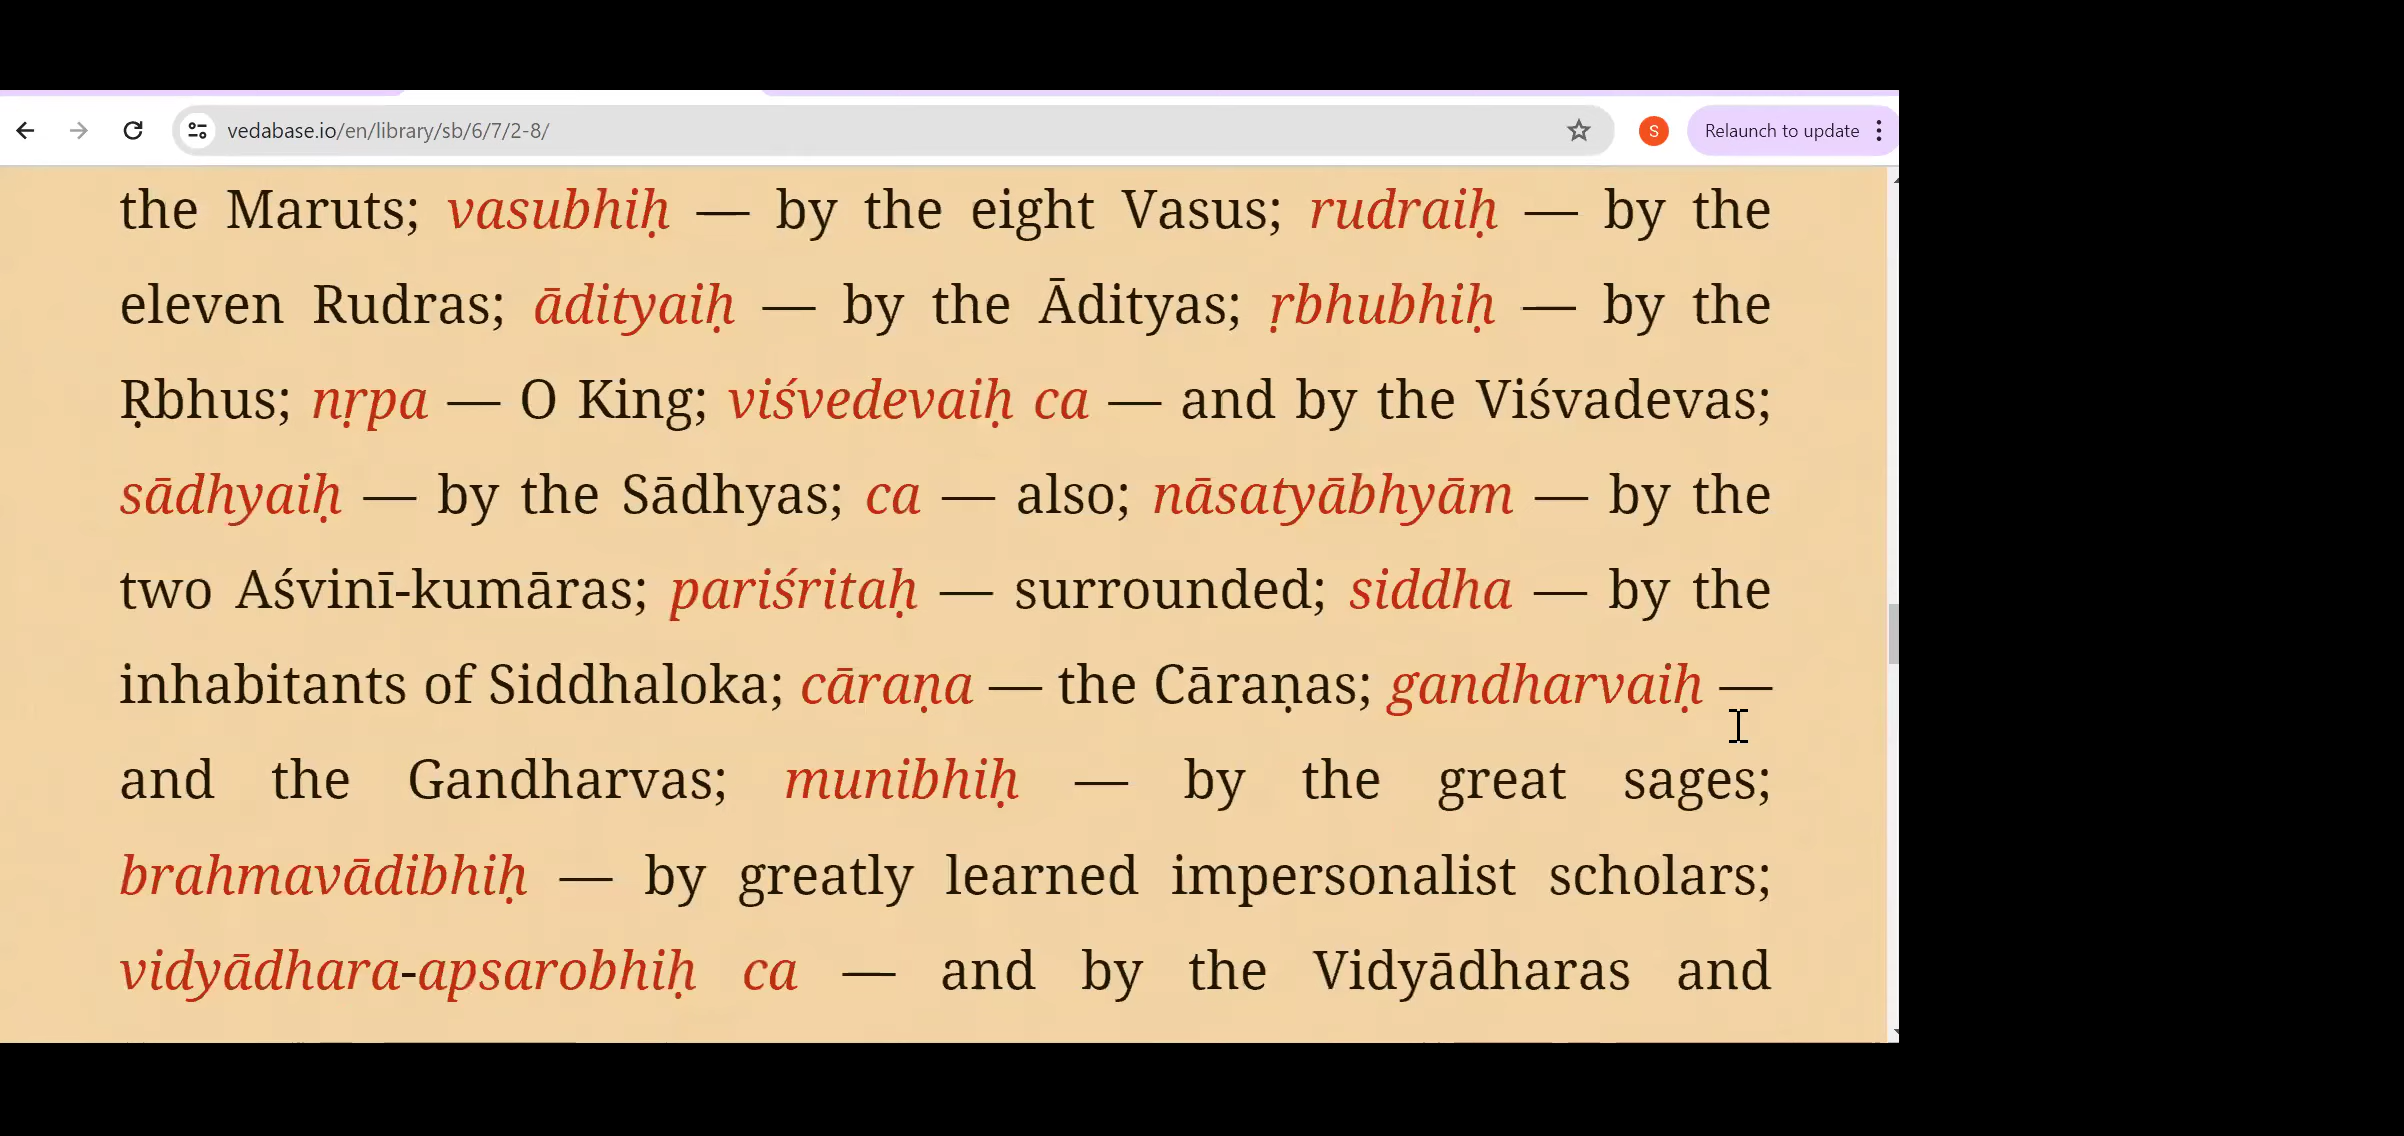 vedabase.io/en/library/sb/6/7/2-8/
S
Relaunch to update
the Maruts; vasubhiḥ — by the eight Vasus; rudraiḥ — by the
eleven Rudras; ādityaiḥ — by the Ādityas; ṛbhubhiḥ — by the
Ṛbhus; nṛpa — O King; viśvedevaiḥ ca — and by the Viśvadevas;
sādhyaiḥ — by the Sādhyas; ca — also; nāsatyābhyām — by the
two Aśvinī-kumāras; pariśritaḥ — surrounded; siddha — by the
inhabitants of Siddhaloka; cāraṇa — the Cāraṇas; gandharvaiḥ —
and the Gandharvas; munibhiḥ — by the great sages;
brahmavādibhiḥ — by greatly learned impersonalist scholars;
vidyādhara-apsarobhiḥ ca — and by the Vidyādharas and